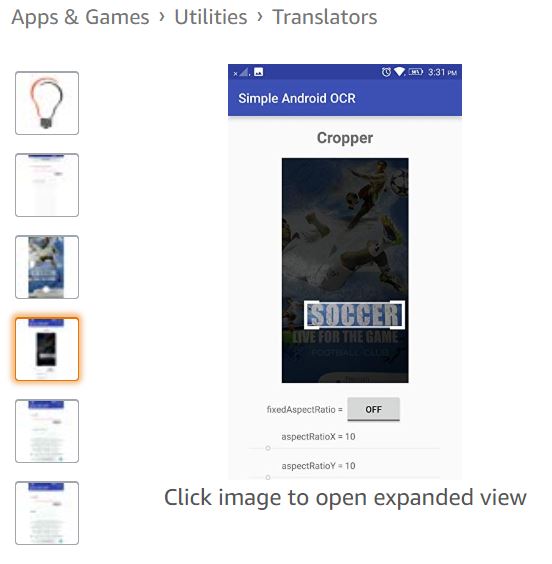 Apps & Games › Utilities › Translators
3:31 PM
Simple Android OCR
Cropper
SOCCER
LIVE FOR THE GAME
FOOTBALL CLUB
fixedAspectRatio = OFF
aspectRatioX = 10
aspectRatioY = 10
Click image to open expanded view